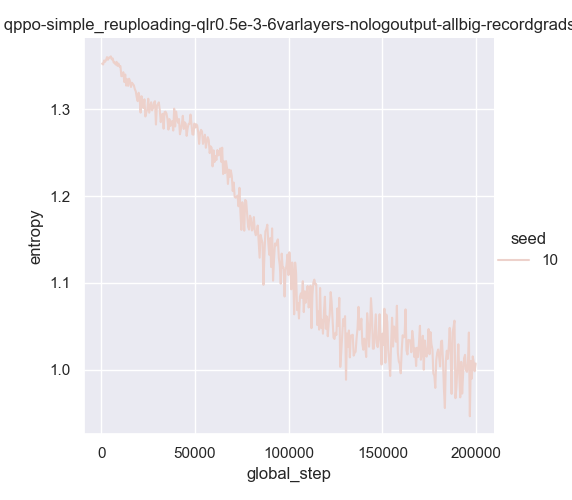 qppo-simple_reuploading-qlr0.5e-3-6varlayers-nologoutput-allbig-recordgrads
1.3
1.2
1.1
1.0
entropy
0
50000
100000
150000
200000
global_step
seed
10